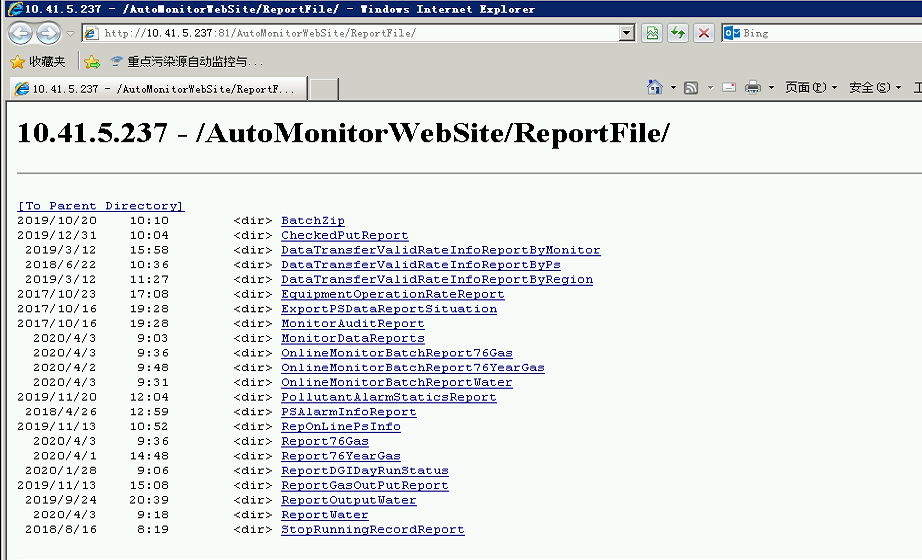 10.41.5.237 - /AutoMonitorWebSite/ReportFile/ - Windows Internet Explorer
http://10.41.5.237:81/AutoMonitorWebSite/ReportFile/ Bing
收藏夹 重点污染源自动监控与...
10.41.5.237 - /AutoMonitorWebSite/ReportF... 页面(P) 安全(S)
10.41.5.237 - /AutoMonitorWebSite/ReportFile/
[To Parent Directory]
2019/10/20 10:10 <dir> BatchZip
2019/12/31 10:04 <dir> CheckedPutReport
2019/3/12 15:58 <dir> DataTransferValidRateInfoReportByMonitor
2018/6/22 10:36 <dir> DataTransferValidRateInfoReportByPs
2019/3/12 11:27 <dir> DataTransferValidRateInfoReportByRegion
2017/10/23 17:08 <dir> EquipmentOperationRateReport
2017/10/16 19:28 <dir> ExportPSDataReportSituation
2017/10/16 19:28 <dir> MonitorAuditReport
2020/4/3 9:03 <dir> MonitorDataReports
2020/4/3 9:36 <dir> OnlineMonitorBatchReport76Gas
2020/4/2 9:48 <dir> OnlineMonitorBatchReport76YearGas
2020/4/3 9:31 <dir> OnlineMonitorBatchReportWater
2019/11/20 12:04 <dir> PollutantAlarmStaticsReport
2018/4/26 12:59 <dir> PSAlarmInfoReport
2019/11/13 10:52 <dir> RepOnLinePsInfo
2020/4/3 9:36 <dir> Report76Gas
2020/4/1 14:48 <dir> Report76YearGas
2020/1/28 9:06 <dir> ReportDGIDayRunStatus
2019/11/13 15:08 <dir> ReportGasOutPutReport
2019/9/24 20:39 <dir> ReportOutputWater
2020/4/3 9:18 <dir> ReportWater
2018/8/16 8:19 <dir> StopRunningRecordReport